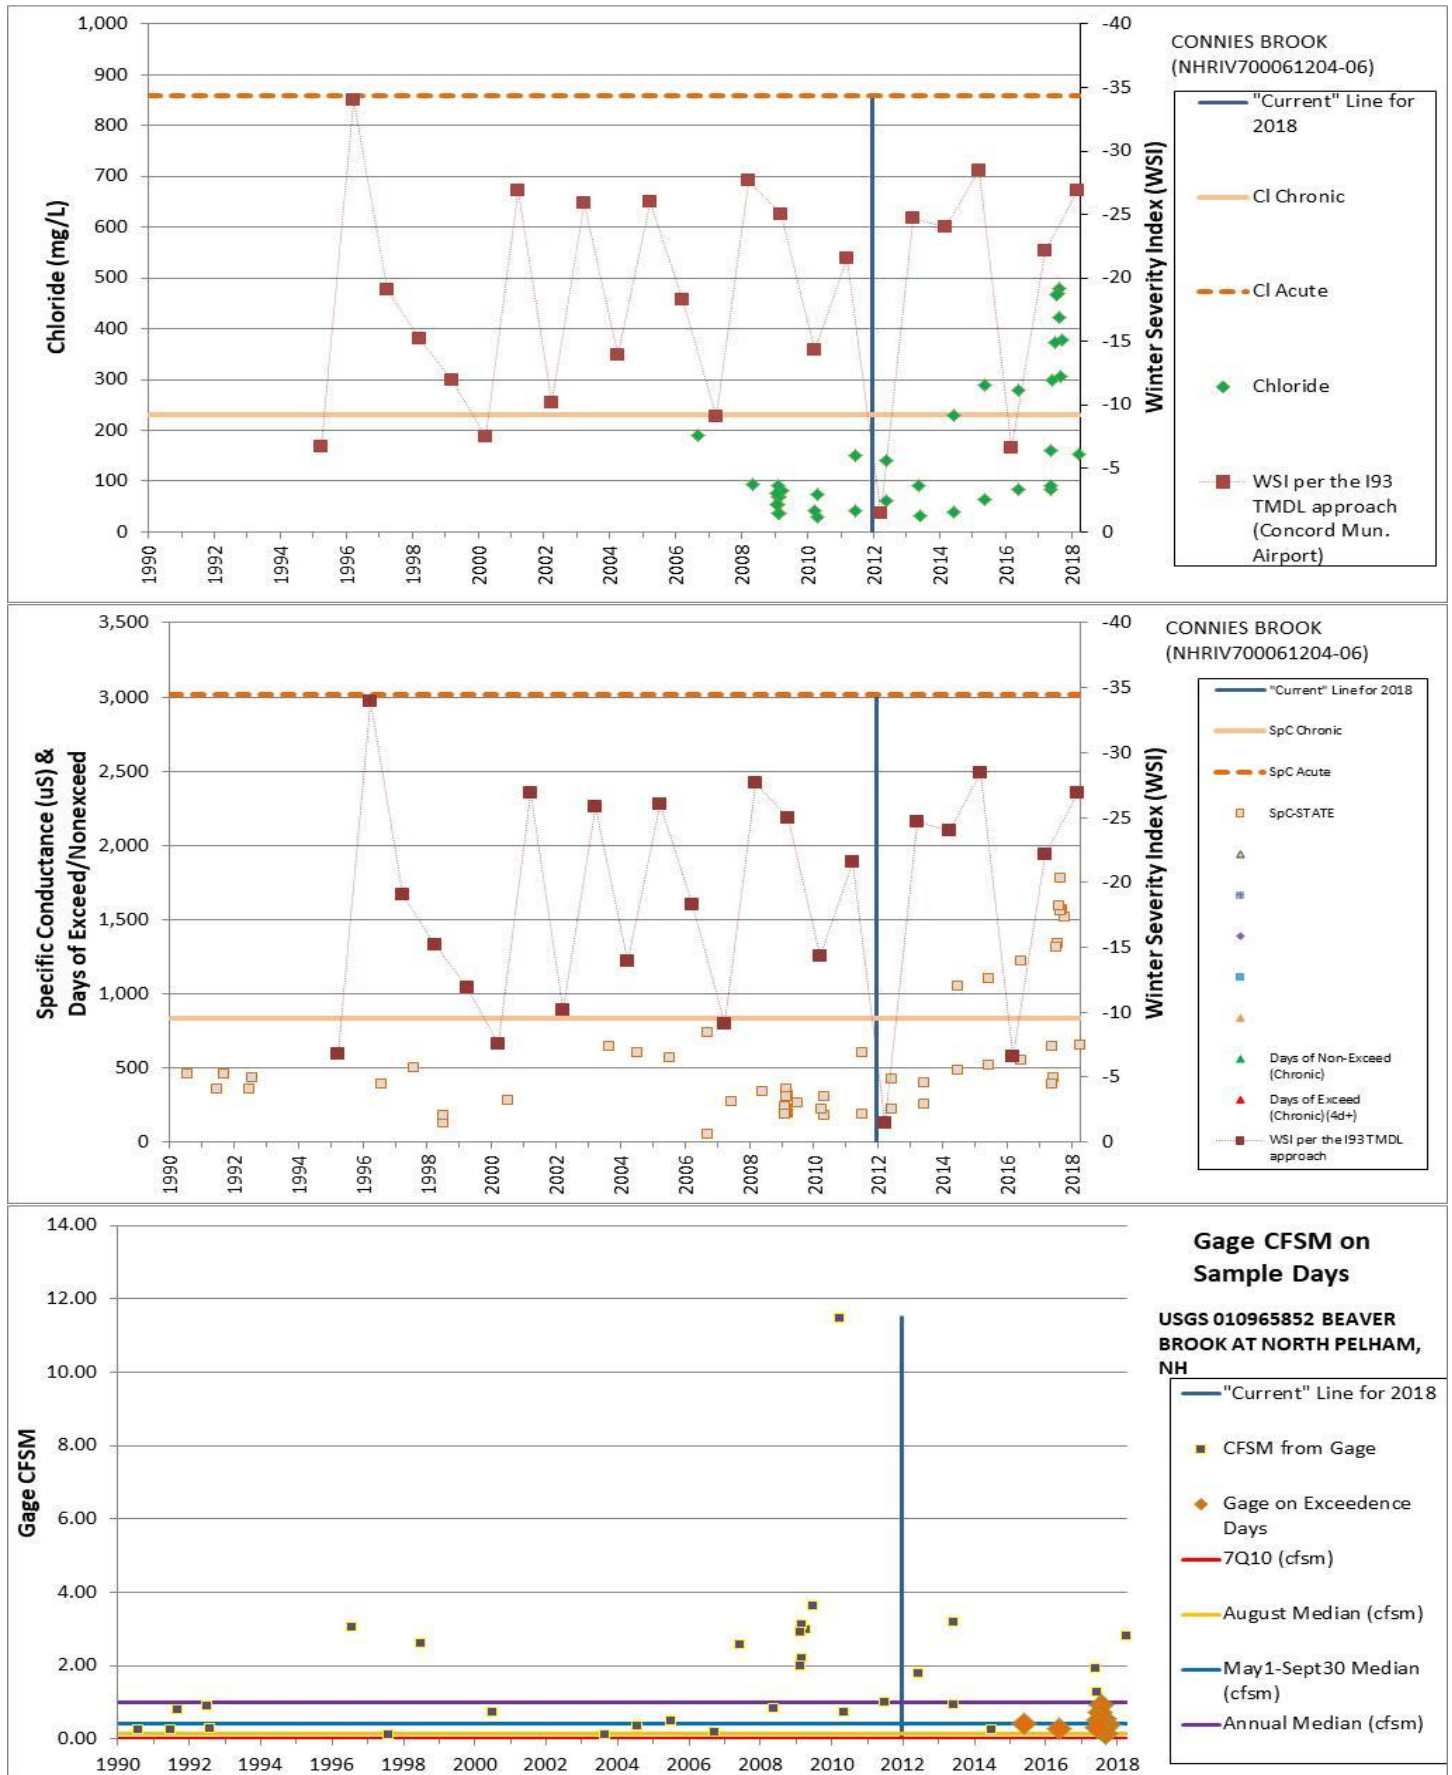 1,000
900
800
700
600
500
400
300
200
100
0
Chloride (mg/L)
1990
1992
1994
1996
1998
2000
2002
2004
2006
2008
2010
2012
2014
2016
2018
-40
-35
-30
-25
-20
-15
-10
-5
0
Winter Severity Index (WSI)
CONNIES BROOK
(NHRIV700061204-06)
"Current" Line for
2018
Cl Chronic
Cl Acute
Chloride
WSI per the I93
TMDL approach
(Concord Mun.
Airport)
3,500
3,000
2,500
2,000
1,500
1,000
500
0
Specific Conductance (uS) &
Days of Exceed/Nonexceed
1990
1992
1994
1996
1998
2000
2002
2004
2006
2008
2010
2012
2014
2016
2018
-40
-35
-30
-25
-20
-15
-10
-5
0
Winter Severity Index (WSI)
CONNIES BROOK
(NHRIV700061204-06)
"Current" Line for 2018
SpC Chronic
SpC Acute
SpC-STATE
Days of Non-Exceed
(Chronic)
Days of Exceed
(Chronic)(4d+)
WSI per the I93 TMDL
approach
14.00
12.00
10.00
8.00
6.00
4.00
2.00
0.00
Gage CFSM
1990
1992
1994
1996
1998
2000
2002
2004
2006
2008
2010
2012
2014
2016
2018
Gage CFSM on
Sample Days
USGS 010965852 BEAVER
BROOK AT NORTH PELHAM,
NH
"Current" Line for 2018
CFSM from Gage
Gage on Exceedence
Days
7Q10 (cfsm)
August Median (cfsm)
May1-Sept30 Median
(cfsm)
Annual Median (cfsm)